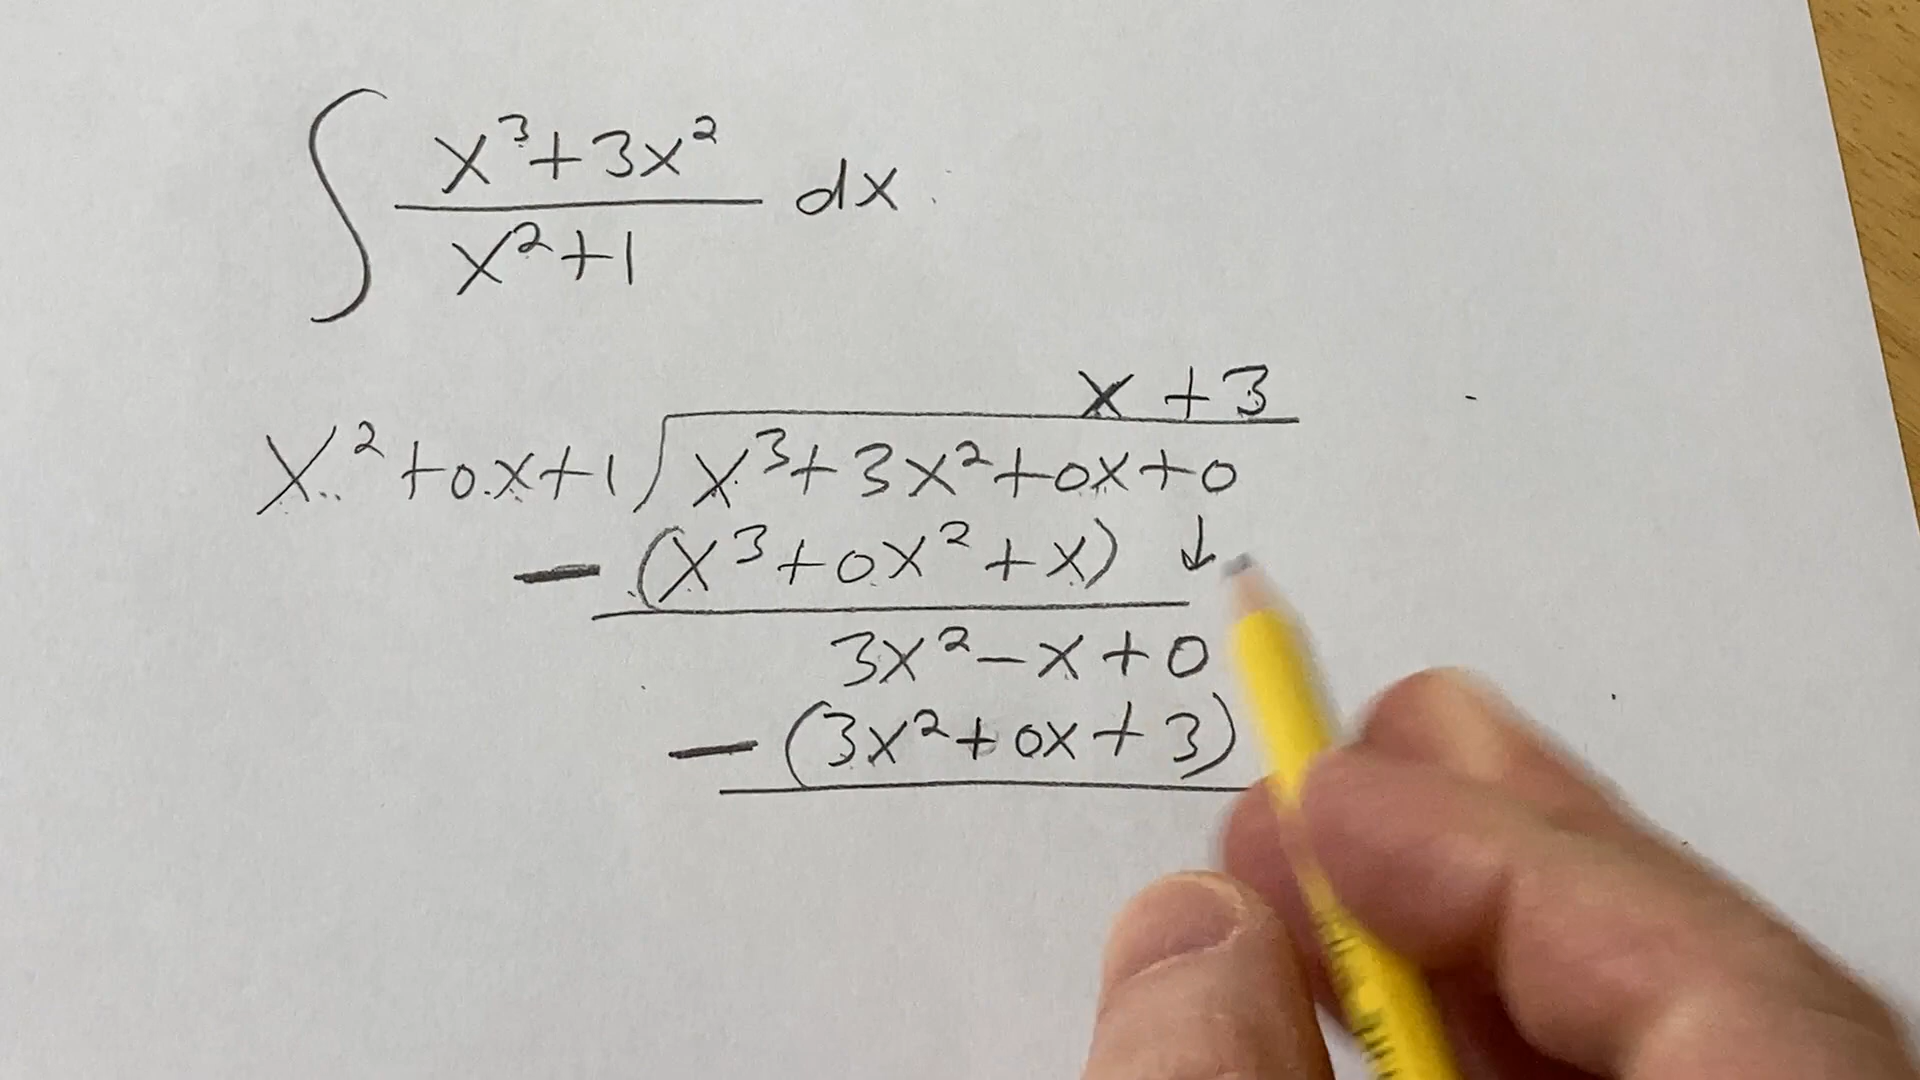 ∫ x³+3x² / x²+1 dx
x +3
x²+0x+1 ) x³+3x²+0x+0
− (x³+0x²+x) ↓
3x²−x+0
− (3x²+0x+3)